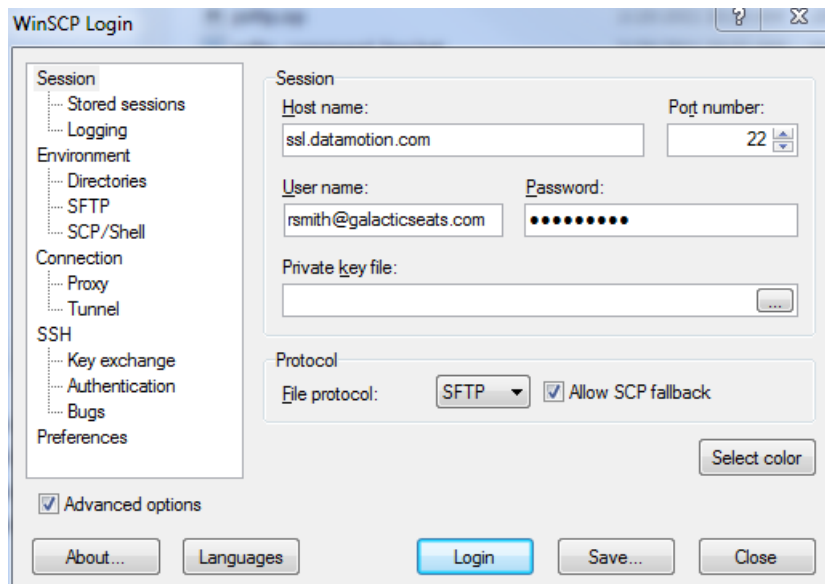 WinSCP Login
Session
Stored sessions
Logging
Environment
Directories
SFTP
SCP/Shell
Connection
Proxy
Tunnel
SSH
Key exchange
Authentication
Bugs
Preferences
Session
Host name:
Port number:
ssl.datamotion.com
22
User name:
Password:
rsmith@galacticseats.com
•••••••••
Private key file:
...
Protocol
File protocol:
SFTP
Allow SCP fallback
Select color
Advanced options
About...
Languages
Login
Save...
Close